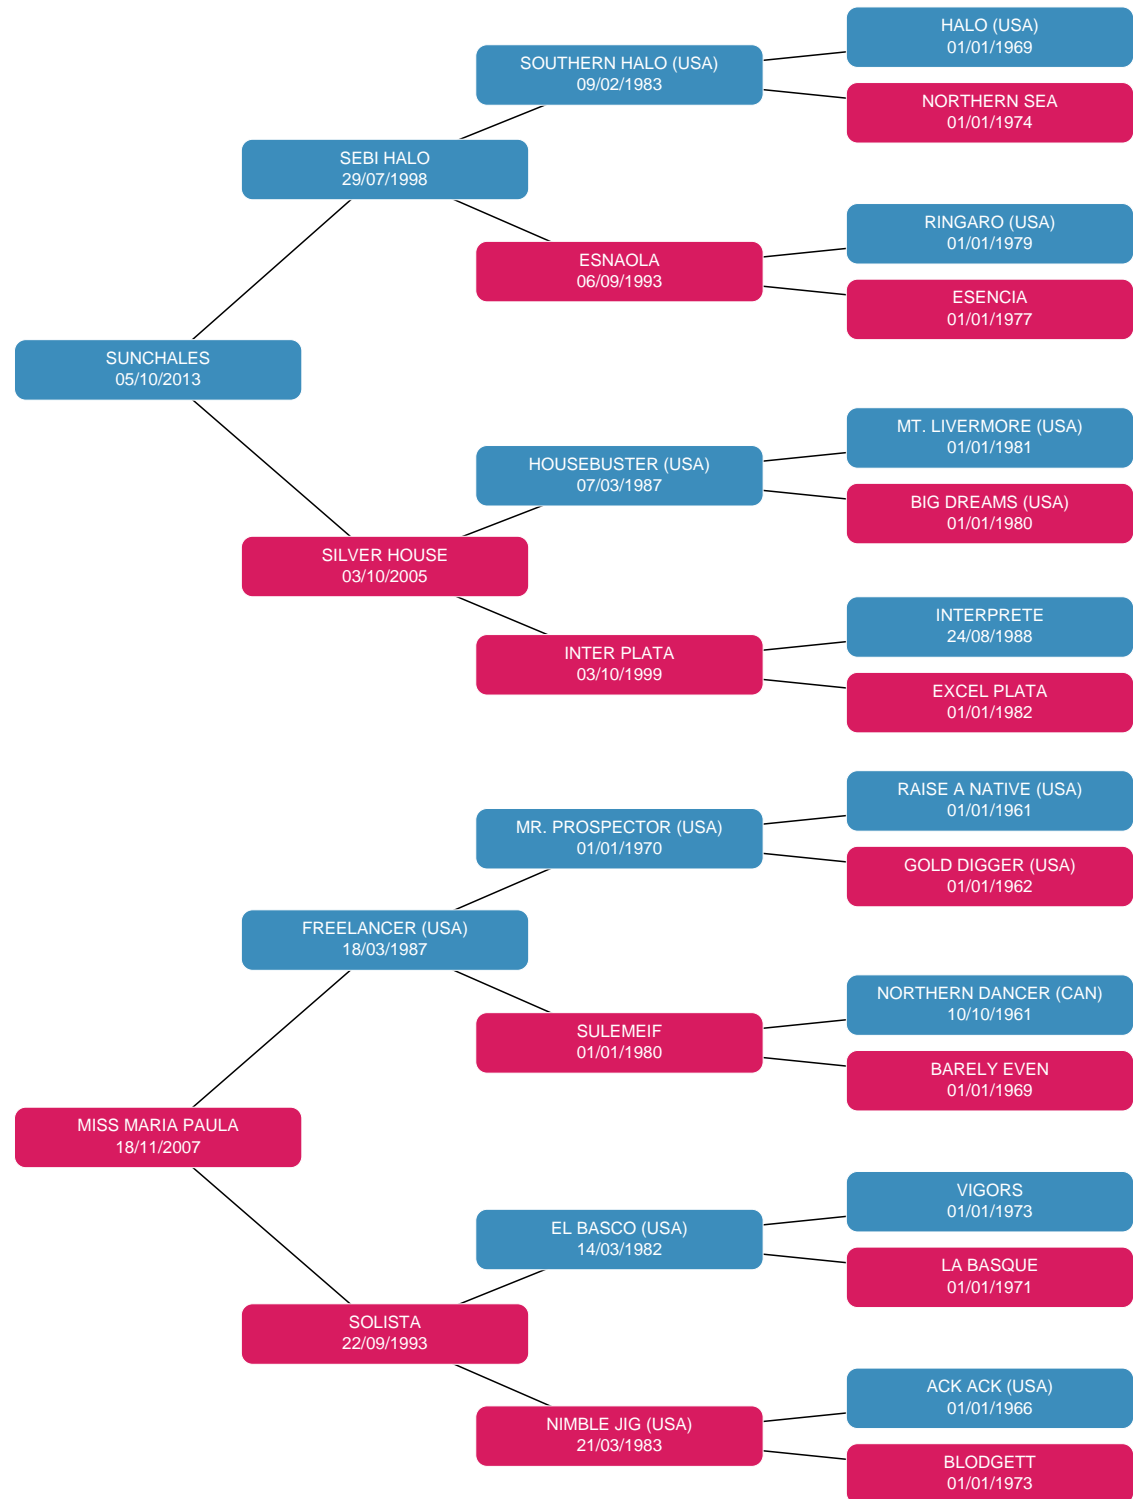 HALO (USA)
01/01/1969
SOUTHERN HALO (USA)
09/02/1983
NORTHERN SEA
01/01/1974
SEBI HALO
29/07/1998
RINGARO (USA)
01/01/1979
ESNAOLA
06/09/1993
ESENCIA
01/01/1977
SUNCHALES
05/10/2013
MT. LIVERMORE (USA)
01/01/1981
HOUSEBUSTER (USA)
07/03/1987
BIG DREAMS (USA)
01/01/1980
SILVER HOUSE
03/10/2005
INTERPRETE
24/08/1988
INTER PLATA
03/10/1999
EXCEL PLATA
01/01/1982
RAISE A NATIVE (USA)
01/01/1961
MR. PROSPECTOR (USA)
01/01/1970
GOLD DIGGER (USA)
01/01/1962
FREELANCER (USA)
18/03/1987
NORTHERN DANCER (CAN)
10/10/1961
SULEMEIF
01/01/1980
BARELY EVEN
01/01/1969
MISS MARIA PAULA
18/11/2007
VIGORS
01/01/1973
EL BASCO (USA)
14/03/1982
LA BASQUE
01/01/1971
SOLISTA
22/09/1993
ACK ACK (USA)
01/01/1966
NIMBLE JIG (USA)
21/03/1983
BLODGETT
01/01/1973